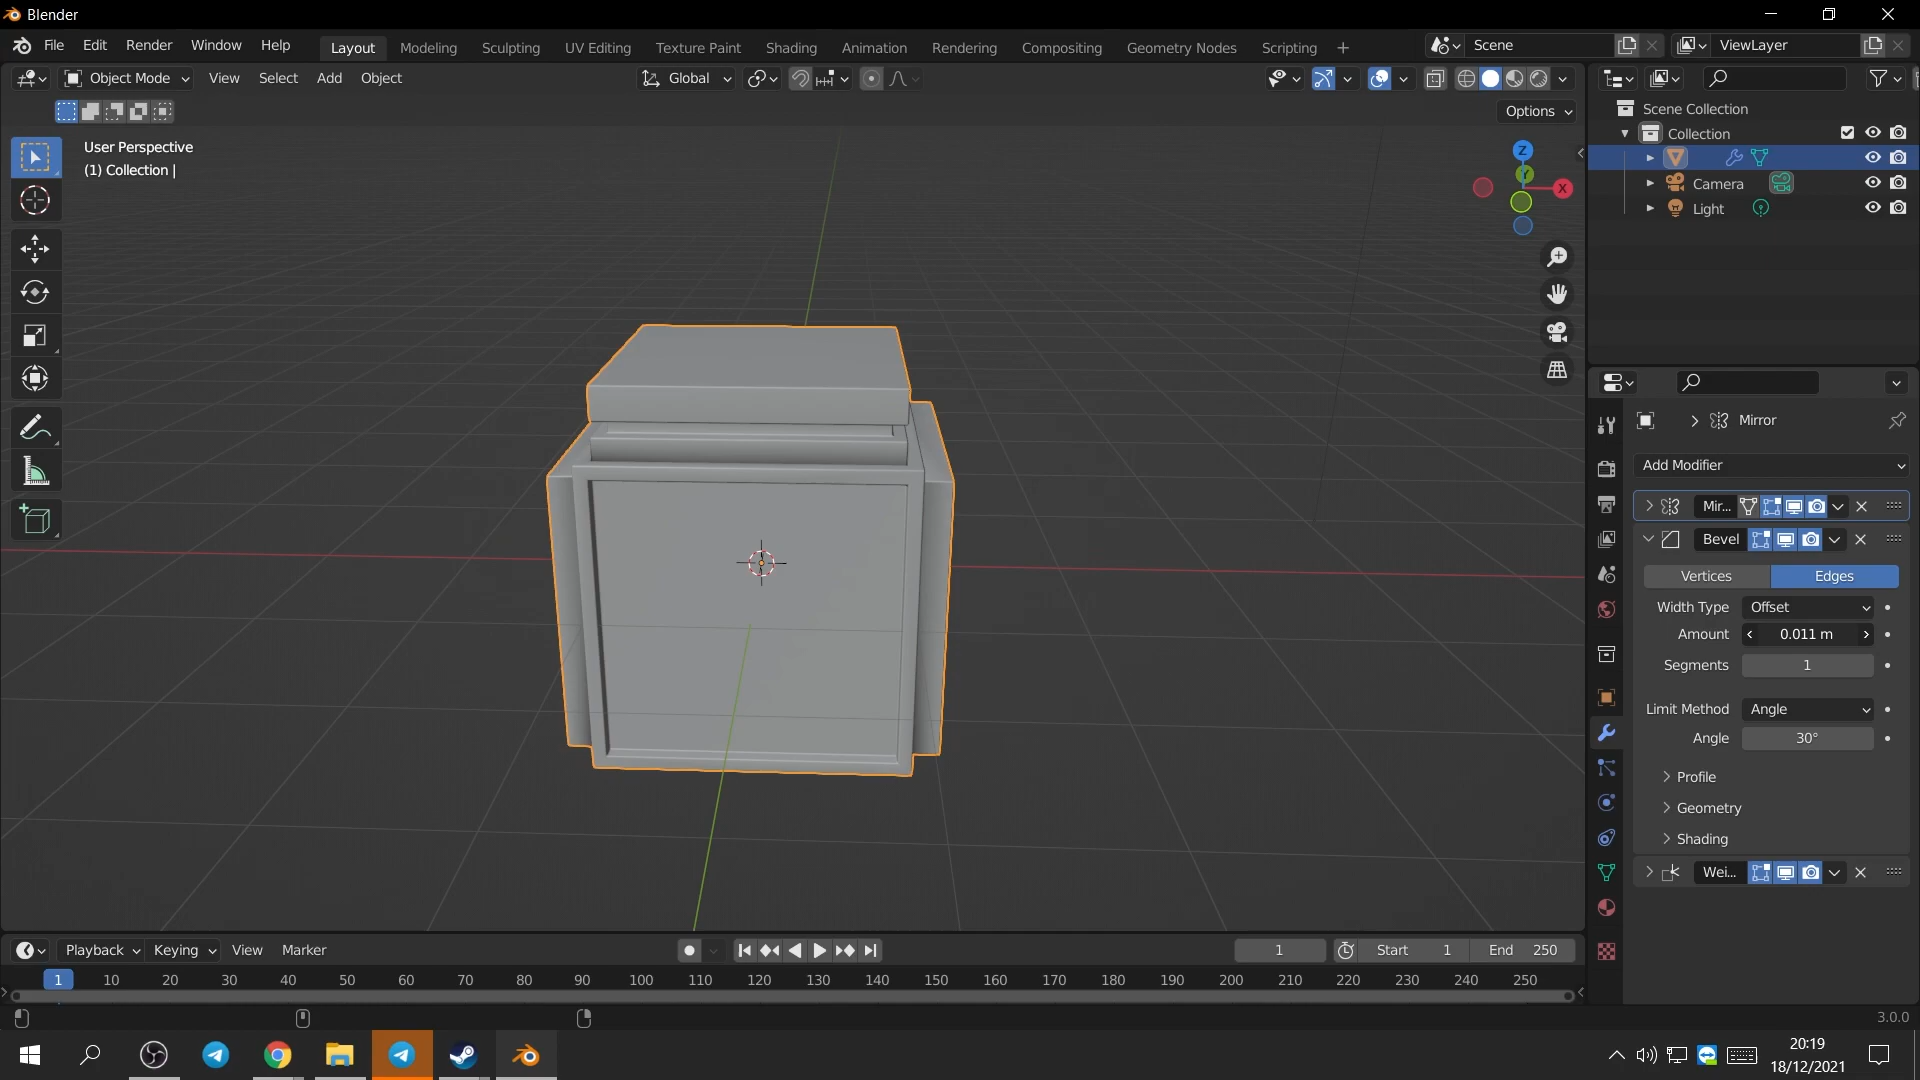 Blender
File Edit Render Window Help Layout Modeling Sculpting UV Editing Texture Paint Shading Animation Rendering Compositing Geometry Nodes Scripting + Scene ViewLayer
Object Mode View Select Add Object Global
Options
User Perspective
(1) Collection |
Z
Y
X
Scene Collection
Collection
Camera
Light
Mirror
Add Modifier
Mir...
Bevel
Vertices Edges
Width Type Offset
Amount 0.011 m
Segments 1
Limit Method Angle
Angle 30°
Profile
Geometry
Shading
Wei...
Playback Keying View Marker 1 Start 1 End 250
1 10 20 30 40 50 60 70 80 90 100 110 120 130 140 150 160 170 180 190 200 210 220 230 240 250
3.0.0
20:19
18/12/2021